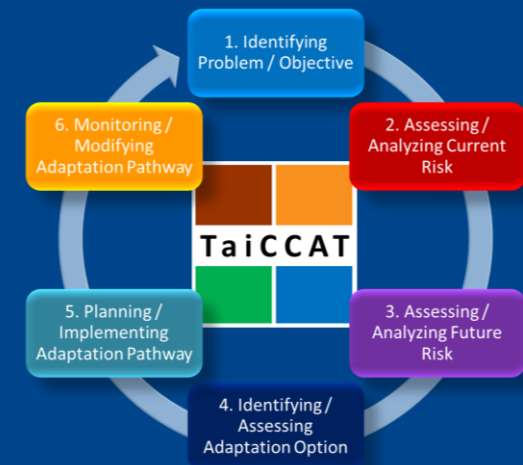 1. Identifying
Problem / Objective
2. Assessing /
Analyzing Current
Risk
3. Assessing /
Analyzing Future
Risk
4. Identifying /
Assessing
Adaptation Option
5. Planning /
Implementing
Adaptation Pathway
6. Monitoring /
Modifying
Adaptation Pathway
TaiCCAT